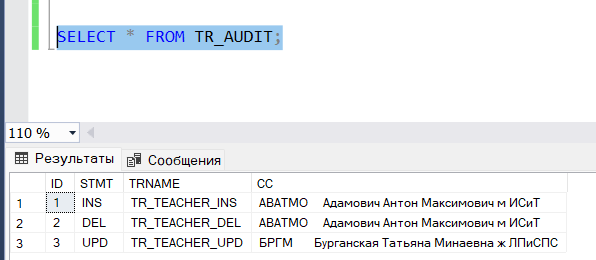 SELECT * FROM TR_AUDIT;
110 %
Результаты Сообщения
ID STMT TRNAME CC
1 1 INS TR_TEACHER_INS АВАТМО Адамович Антон Максимович м ИСиТ
2 2 DEL TR_TEACHER_DEL АВАТМО Адамович Антон Максимович м ИСиТ
3 3 UPD TR_TEACHER_UPD БРГМ Бурганская Татьяна Минаевна ж ЛПиСПС